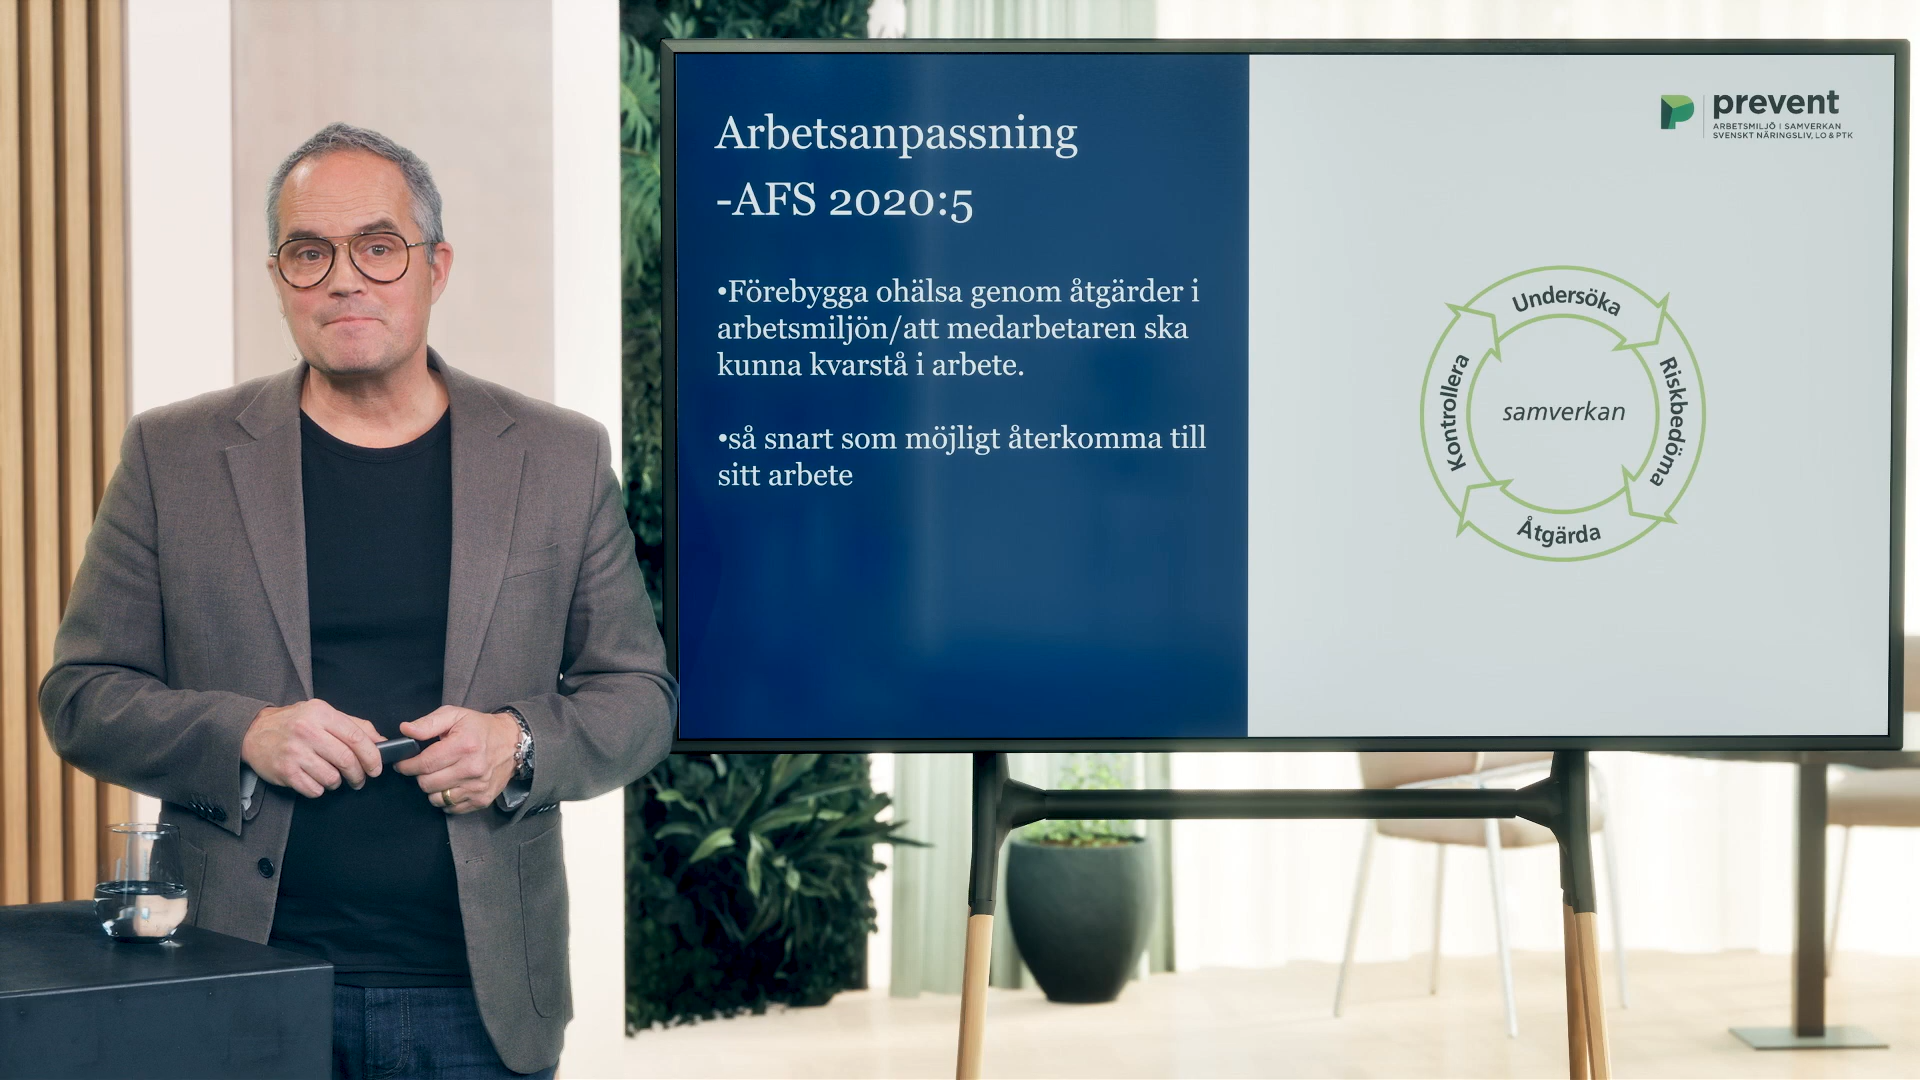 Arbetsanpassning
-AFS 2020:5
•Förebygga ohälsa genom åtgärder i
arbetsmiljön/att medarbetaren ska
kunna kvarstå i arbete.
•så snart som möjligt återkomma till
sitt arbete
prevent
ARBETSMILJÖ I SAMVERKAN
SVENSKT NÄRINGSLIV, LO & PTK
Undersöka
Riskbedöma
Åtgärda
Kontrollera
samverkan